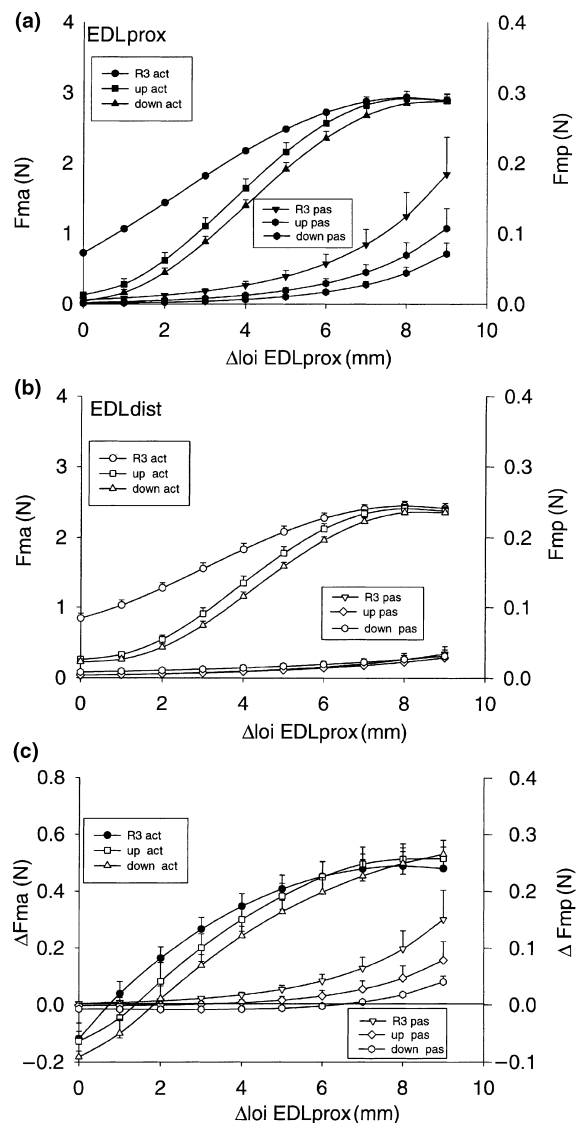 (a)
EDLprox
R3 act
up act
down act
R3 pas
up pas
down pas
4
3
2
1
0
Fma (N)
0.4
0.3
0.2
0.1
0.0
Fmp (N)
0 2 4 6 8 10
Δloi EDLprox (mm)
(b)
EDLdist
R3 act
up act
down act
R3 pas
up pas
down pas
4
3
2
1
0
Fma (N)
0.4
0.3
0.2
0.1
0.0
Fmp (N)
0 2 4 6 8 10
Δloi EDLprox (mm)
(c)
R3 act
up act
down act
R3 pas
up pas
down pas
0.8
0.6
0.4
0.2
0.0
−0.2
ΔFma (N)
0.4
0.3
0.2
0.1
0.0
−0.1
Δ Fmp (N)
0 2 4 6 8 10
Δloi EDLprox (mm)